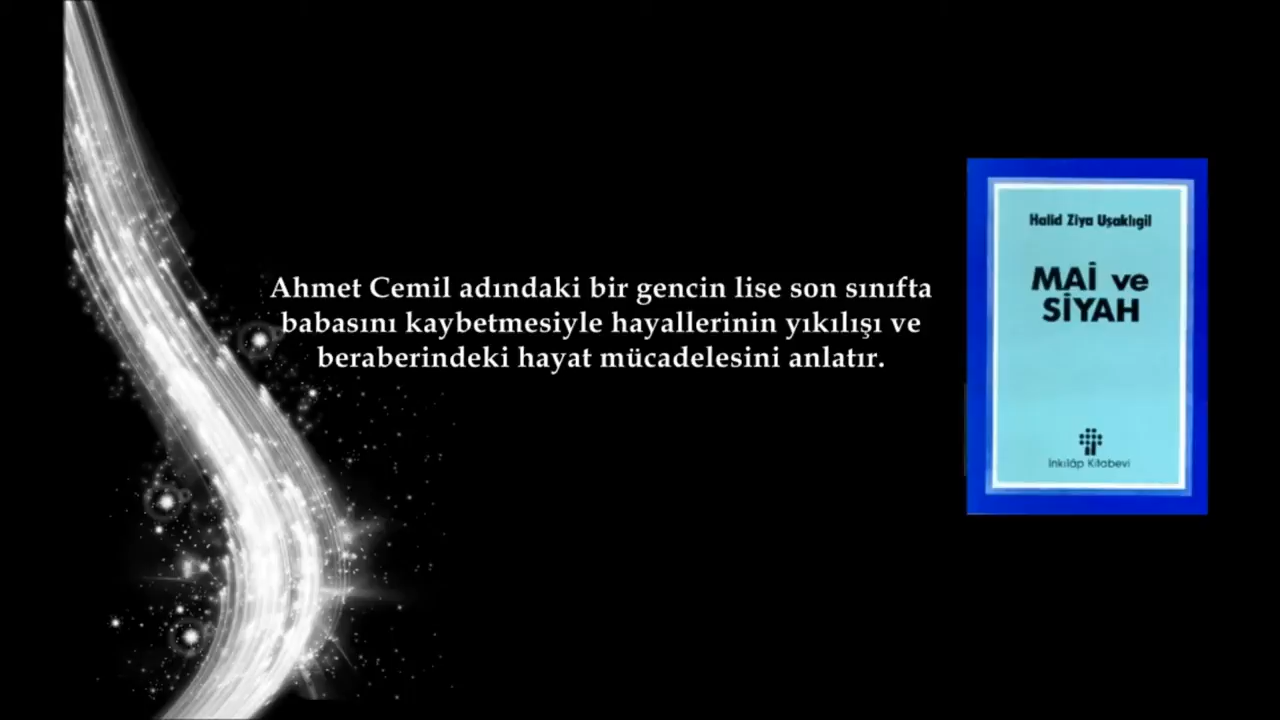 Ahmet Cemil adındaki bir gencin lise son sınıfta
babasını kaybetmesiyle hayallerinin yıkılışı ve
beraberindeki hayat mücadelesini anlatır.
Halid Ziya Uşaklıgil
MAİ ve
SİYAH
İnkılâp Kitabevi